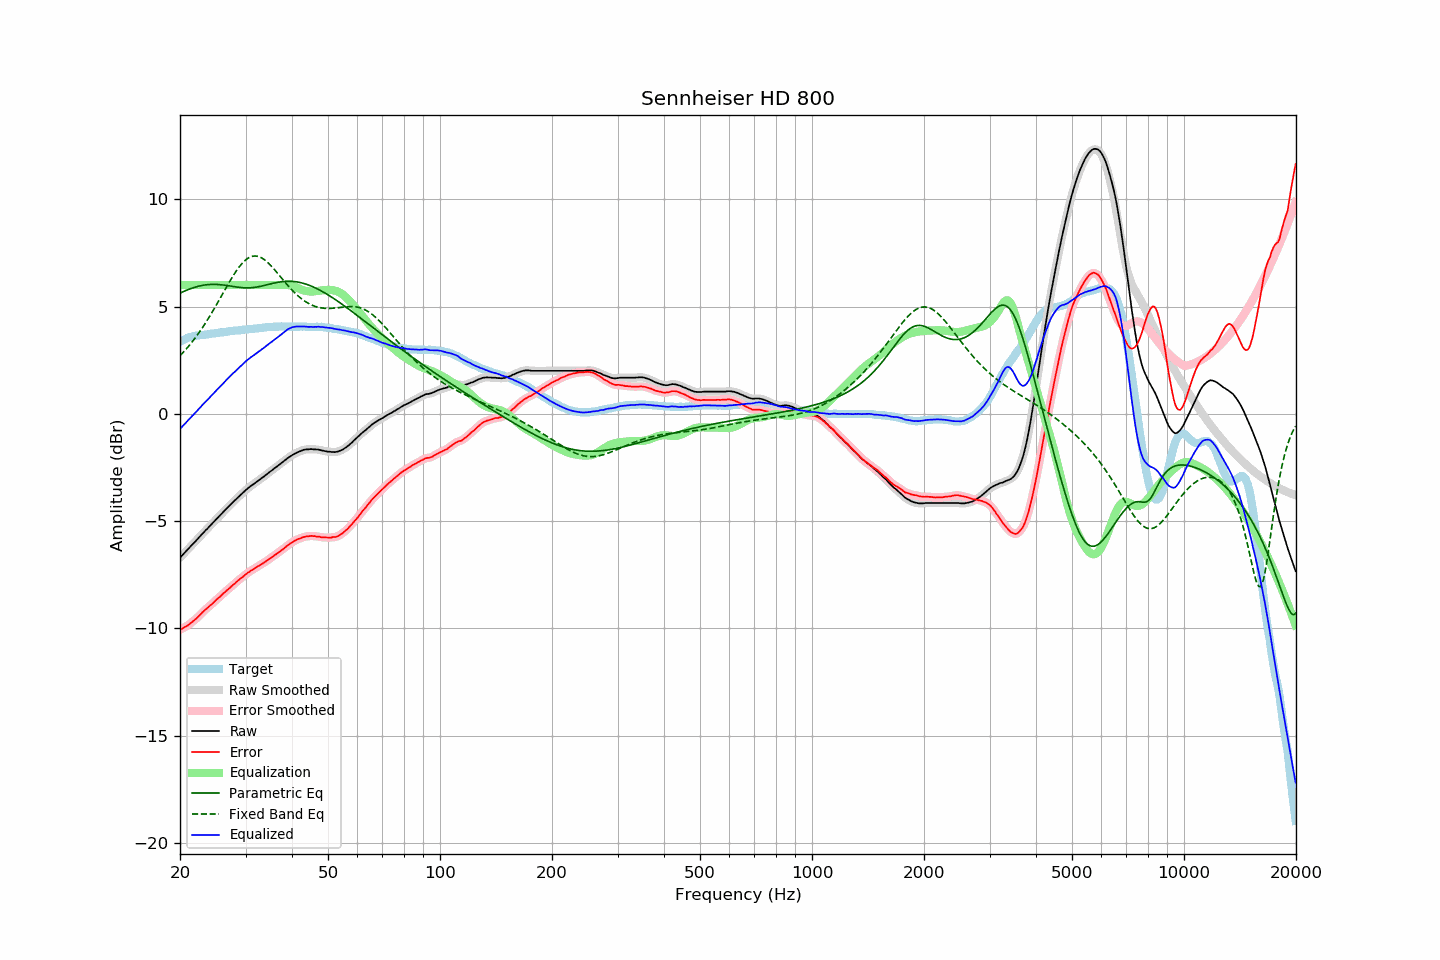 Sennheiser HD 800
Amplitude (dBr)
10
5
0
−5
−10
−15
−20
Target
Raw Smoothed
Error Smoothed
Raw
Error
Equalization
Parametric Eq
Fixed Band Eq
Equalized
20 50 100 200 500 1000 2000 5000 10000 20000
Frequency (Hz)